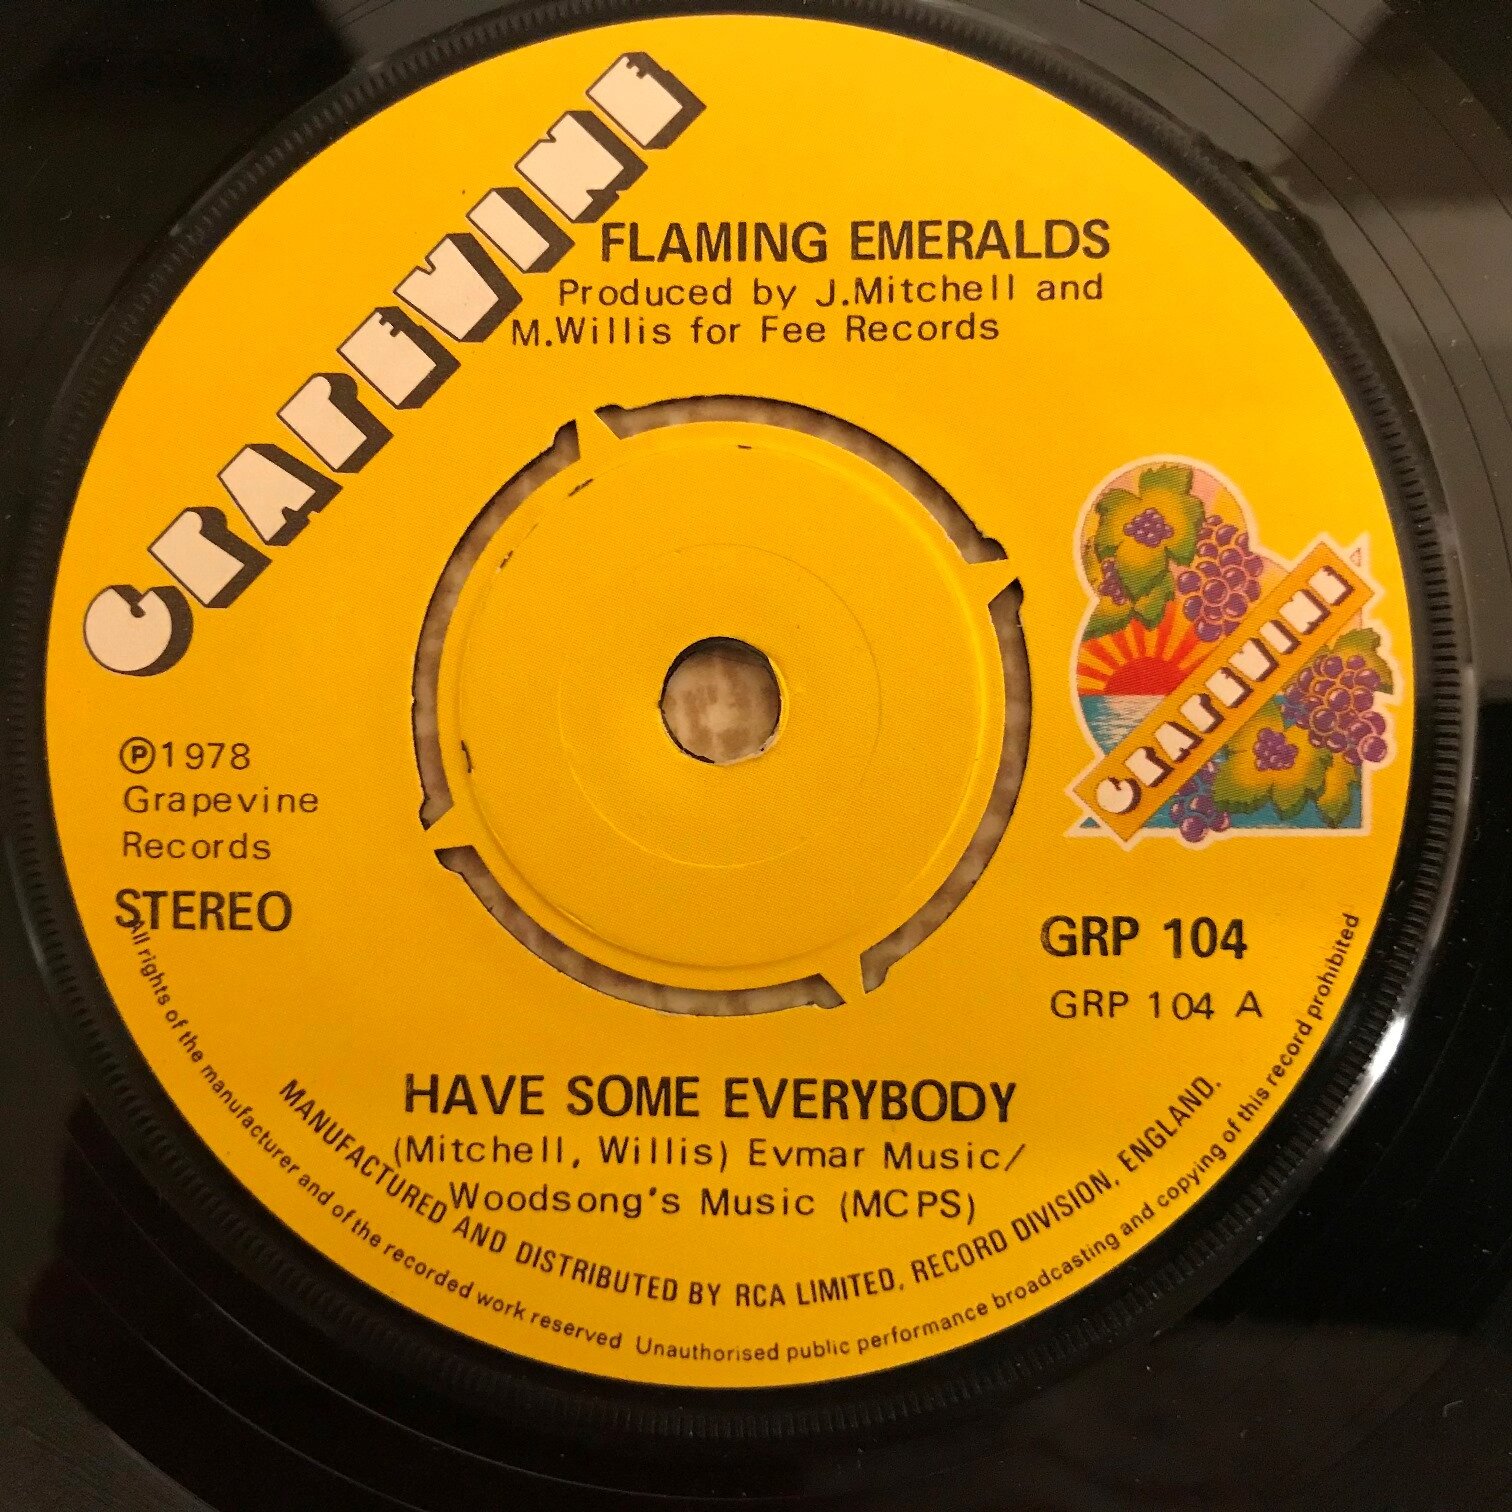 GRAPEVINE
FLAMING EMERALDS
Produced by J.Mitchell and
M.Willis for Fee Records
GRAPEVINE
Ⓟ1978
Grapevine
Records
STEREO
GRP 104
GRP 104 A
HAVE SOME EVERYBODY
(Mitchell, Willis) Evmar Music/
Woodsong's Music (MCPS)
MANUFACTURED AND DISTRIBUTED BY RCA LIMITED, RECORD DIVISION, ENGLAND.
All rights of the manufacturer and of the recorded work reserved Unauthorised public performance broadcasting and copying of this record prohibited